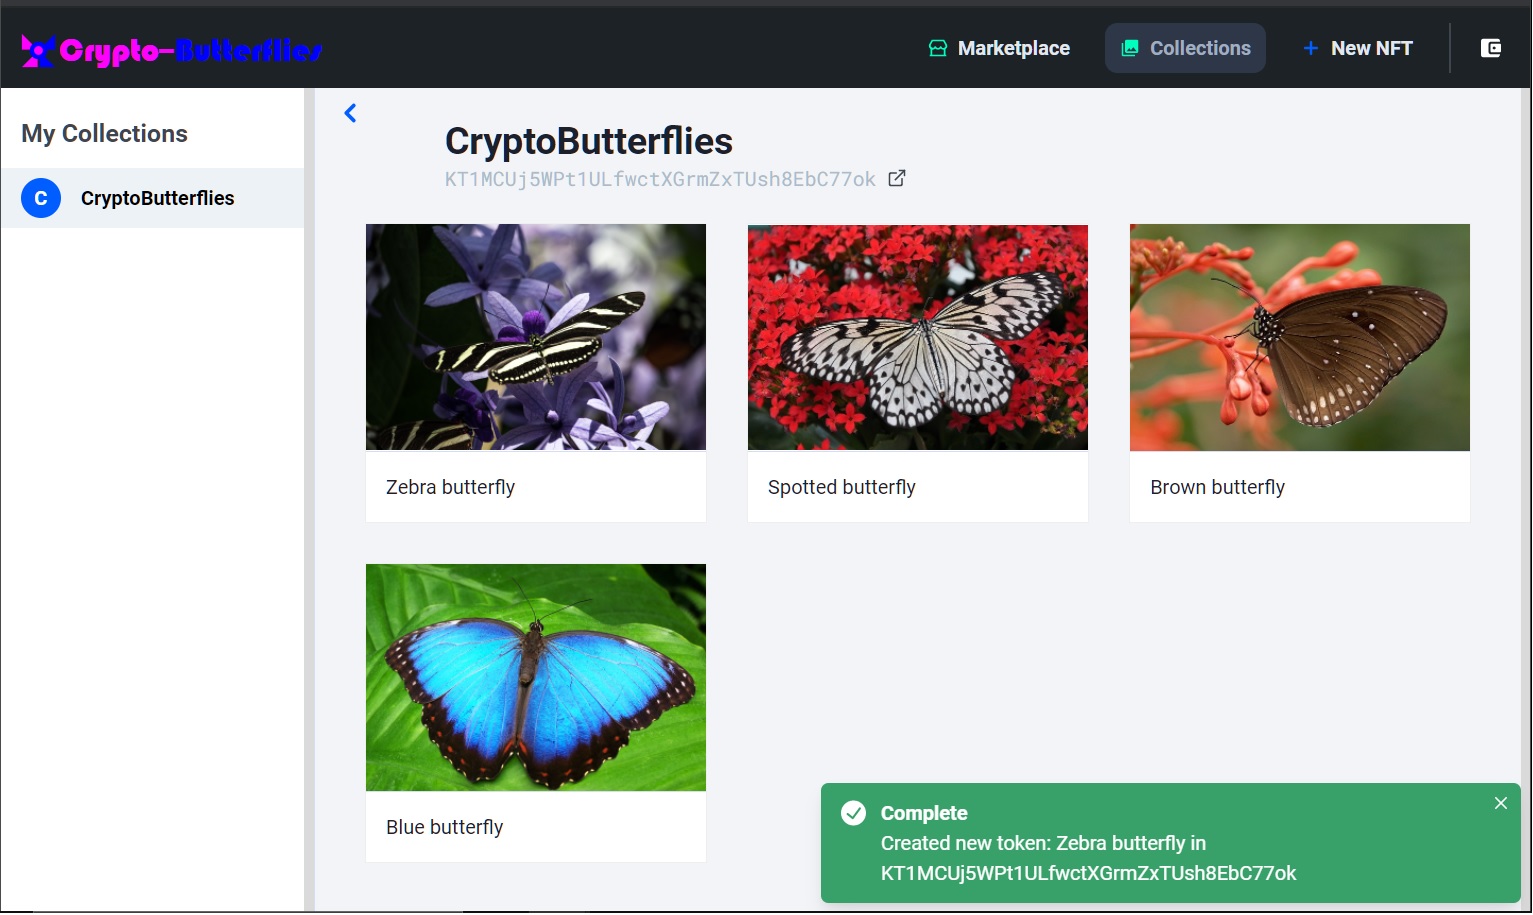 Crypto-Butterflies
Marketplace
Collections
New NFT
My Collections
C
CryptoButterflies
CryptoButterflies
KT1MCUj5WPt1ULfwctXGrmZxTUsh8EbC77ok
Zebra butterfly
Spotted butterfly
Brown butterfly
Blue butterfly
Complete
Created new token: Zebra butterfly in
KT1MCUj5WPt1ULfwctXGrmZxTUsh8EbC77ok